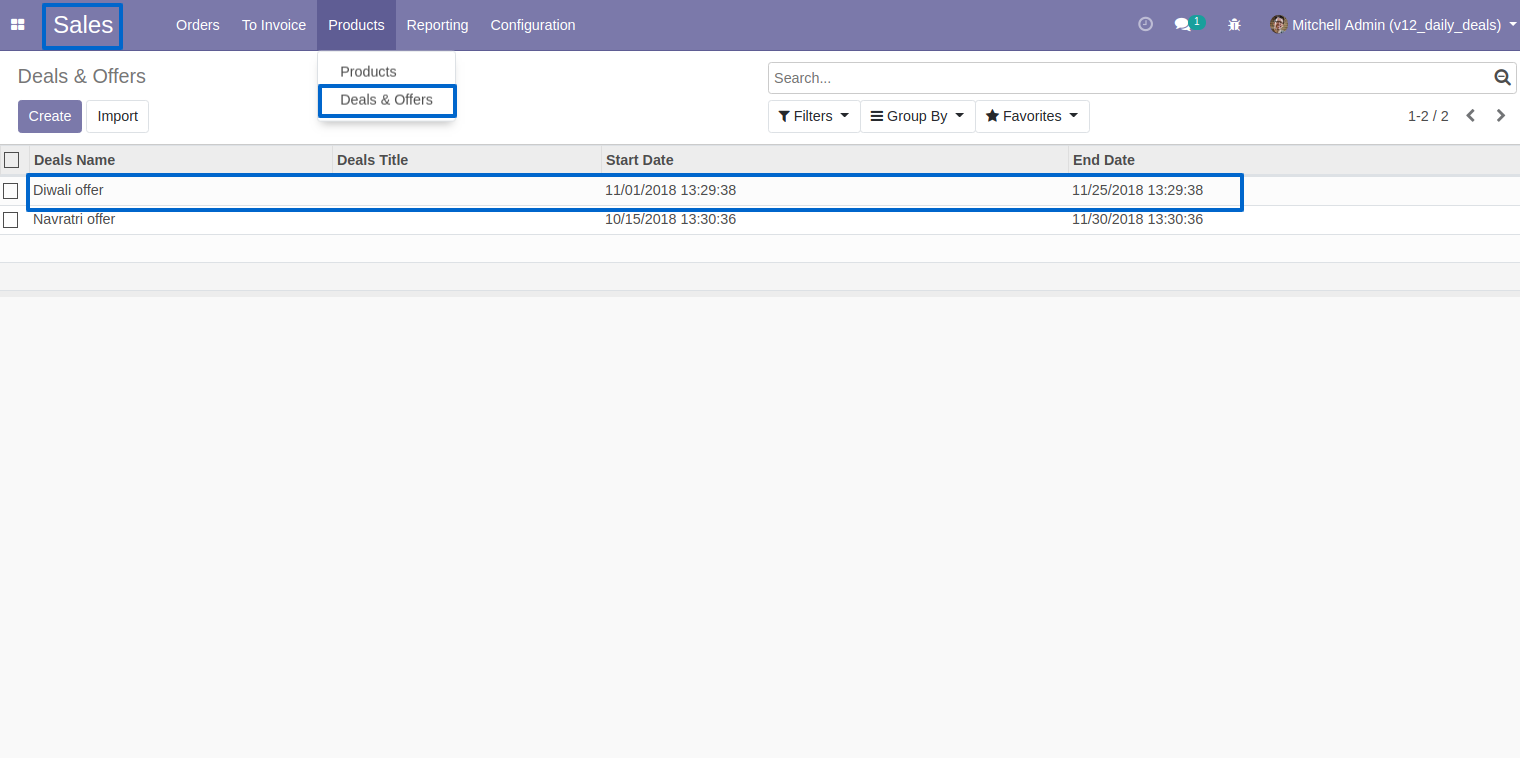 Sales Orders To Invoice Products Reporting Configuration 1 Mitchell Admin (v12_daily_deals)
Products
Deals & Offers
Deals & Offers
Search...
Create Import
Filters Group By Favorites 1-2 / 2
Deals Name Deals Title Start Date End Date
Diwali offer 11/01/2018 13:29:38 11/25/2018 13:29:38
Navratri offer 10/15/2018 13:30:36 11/30/2018 13:30:36